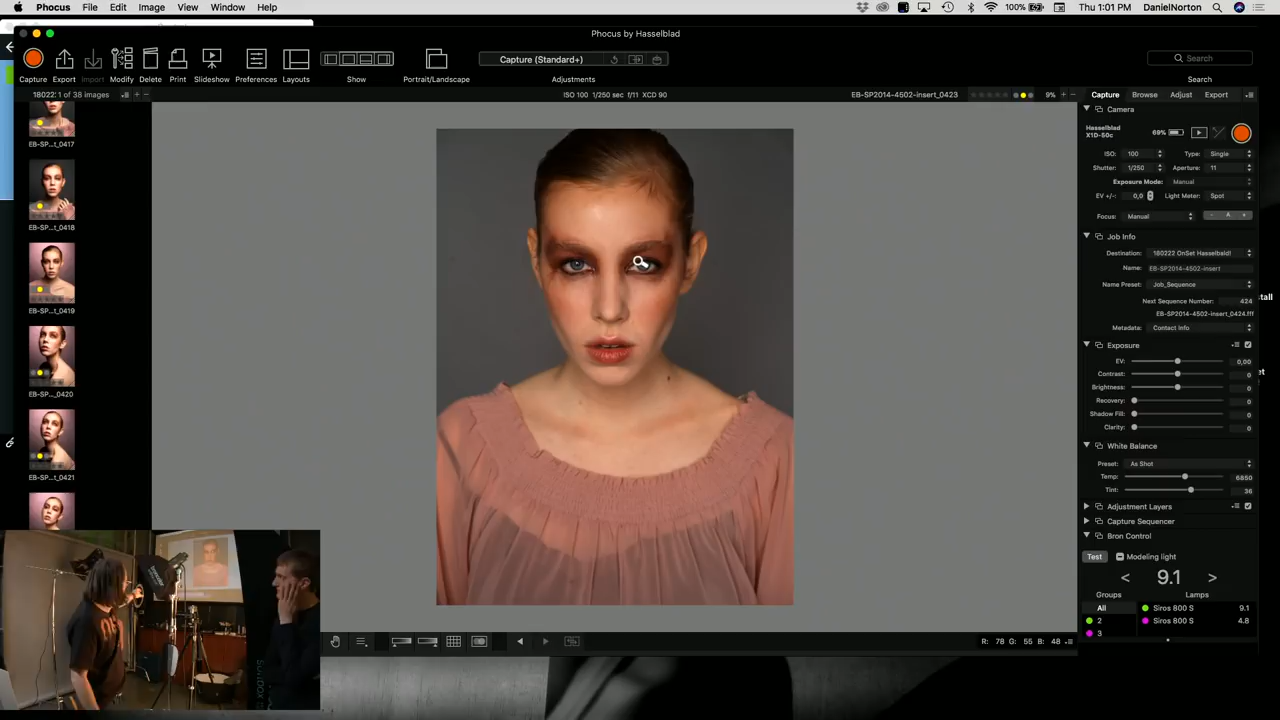 Phocus File Edit Image View Window Help 100% Thu 1:01 PM DanielNorton
Phocus by Hasselblad
Capture (Standard+) Search
Capture Export Import Modify Delete Print Slideshow Preferences Layouts Show Portrait/Landscape Adjustments Search
18022: 1 of 38 images ISO 100 1/250 sec f/11 XCD 90 EB-SP2014-4502-insert_0423 9% + − Capture Browse Adjust Export
Camera
Hasselblad
X1D-50c
69%
ISO: 100 Type: Single
Shutter: 1/250 Aperture: 11
Exposure Mode: Manual
EV +/-: 0,0 Light Meter: Spot
Focus: Manual - A +
Job Info
Destination: 180222 OnSet Hasselbald!
Name: EB-SP2014-4502-insert
Name Preset: Job_Sequence
Next Sequence Number: 424
EB-SP2014-4502-insert_0424.fff
Metadata: Contact Info
Exposure
EV: 0,00
Contrast: 0
Brightness: 0
Recovery: 0
Shadow Fill: 0
Clarity: 0
White Balance
Preset: As Shot
Temp: 6850
Tint: 36
Adjustment Layers
Capture Sequencer
Bron Control
Test Modeling light
< 9.1 >
Groups Lamps
All Siros 800 S 9.1
2 Siros 800 S 4.8
3
EB-SP...t_0417
EB-SP...t_0418
EB-SP...t_0419
EB-SP..._0420
EB-SP...t_0421
R: 78 G: 55 B: 48